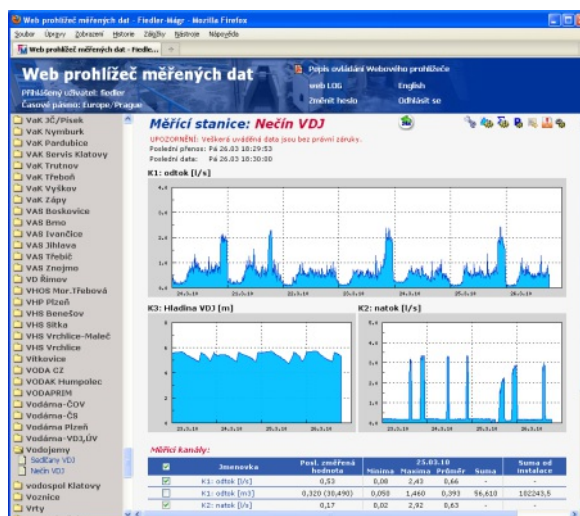 Web prohlížeč měřených dat - Fiedler-Mágr - Mozilla Firefox
Soubor Úpravy Zobrazení Historie Záložky Nástroje Nápověda
Web prohlížeč měřených dat - Fiedle...
Web prohlížeč měřených dat
Přihlášený uživatel: fiedler
Časové pásmo: Europe/Prague
Popis ovládání Webového prohlížeče
web LOG English
Změnit heslo Odhlásit se
VaK JČ/Písek
VaK Nymburk
VaK Pardubice
VAK Servis Klatovy
VaK Trutnov
VaK Třeboň
VaK Vyškov
VaK Zápy
VAS Boskovice
VAS Brno
VAS Ivančice
VAS Jihlava
VAS Třebíč
VAS Znojmo
VD Římov
VHOS Mor.Třebová
VHP Plzeň
VHS Benešov
VHS Sitka
VHS Vrchlice-Maleč
VHS Vrchlice
Vítkovice
VODA CZ
VODAK Humpolec
VODAPRIM
Vodárna-ČOV
Vodárna-ČS
Vodárna Plzeň
Vodárna-VDJ,ÚV
Vodojemy
Sedlčany VDJ
Nečín VDJ
vodospol Klatovy
Voznice
Vrty
Měřící stanice: Nečín VDJ
UPOZORNĚNÍ: Veškerá uváděná data jsou bez právní záruky.
Poslední přenos: Pá 26.03 18:29:53
Poslední data: Pá 26.03 18:30:00
K1: odtok [l/s]
K3: Hladina VDJ [m]
K2: natok [l/s]
Měřící kanály:
Jmenovka Posl. změřená hodnota 25.03.10 Suma od instalace
Minima Maxima Průměr Suma
K1: odtok [l/s] 0,53 0,08 2,43 0,66 -
K1: odtok [m3] 0,320 (30,490) 0,050 1,460 0,393 56,610 102243,5
K2: natok [l/s] 0,17 0,02 2,92 0,63 -